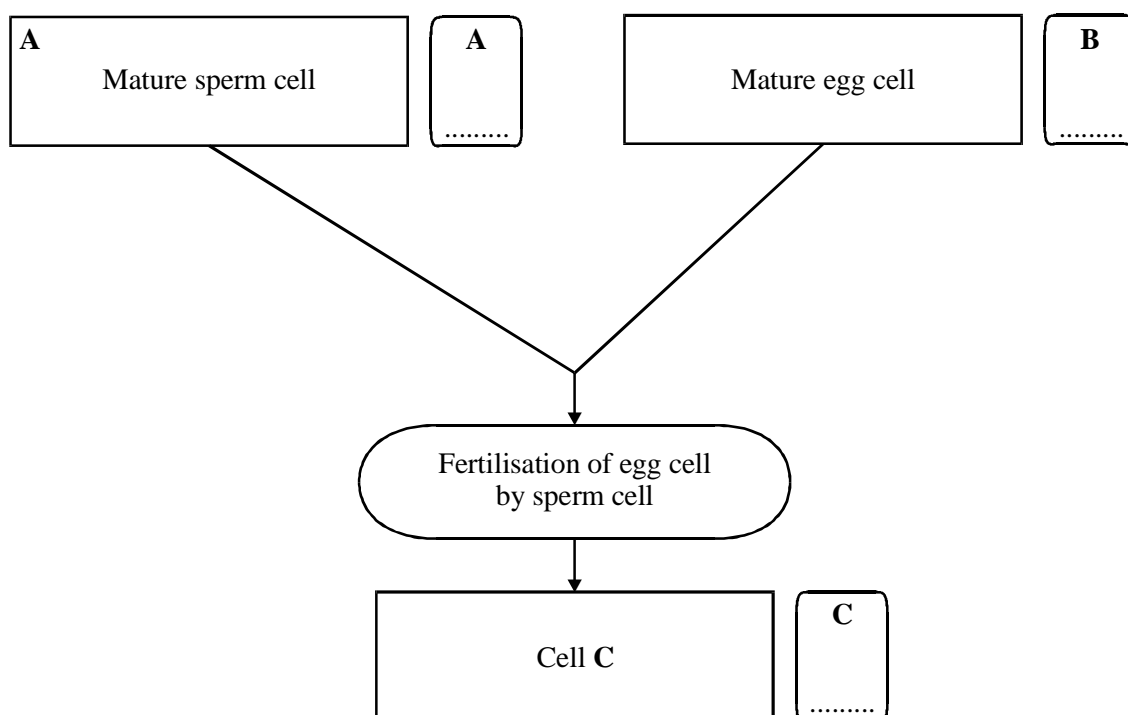 A
Mature sperm cell
A
.........
Mature egg cell
B
.........
Fertilisation of egg cell
by sperm cell
Cell C
C
.........